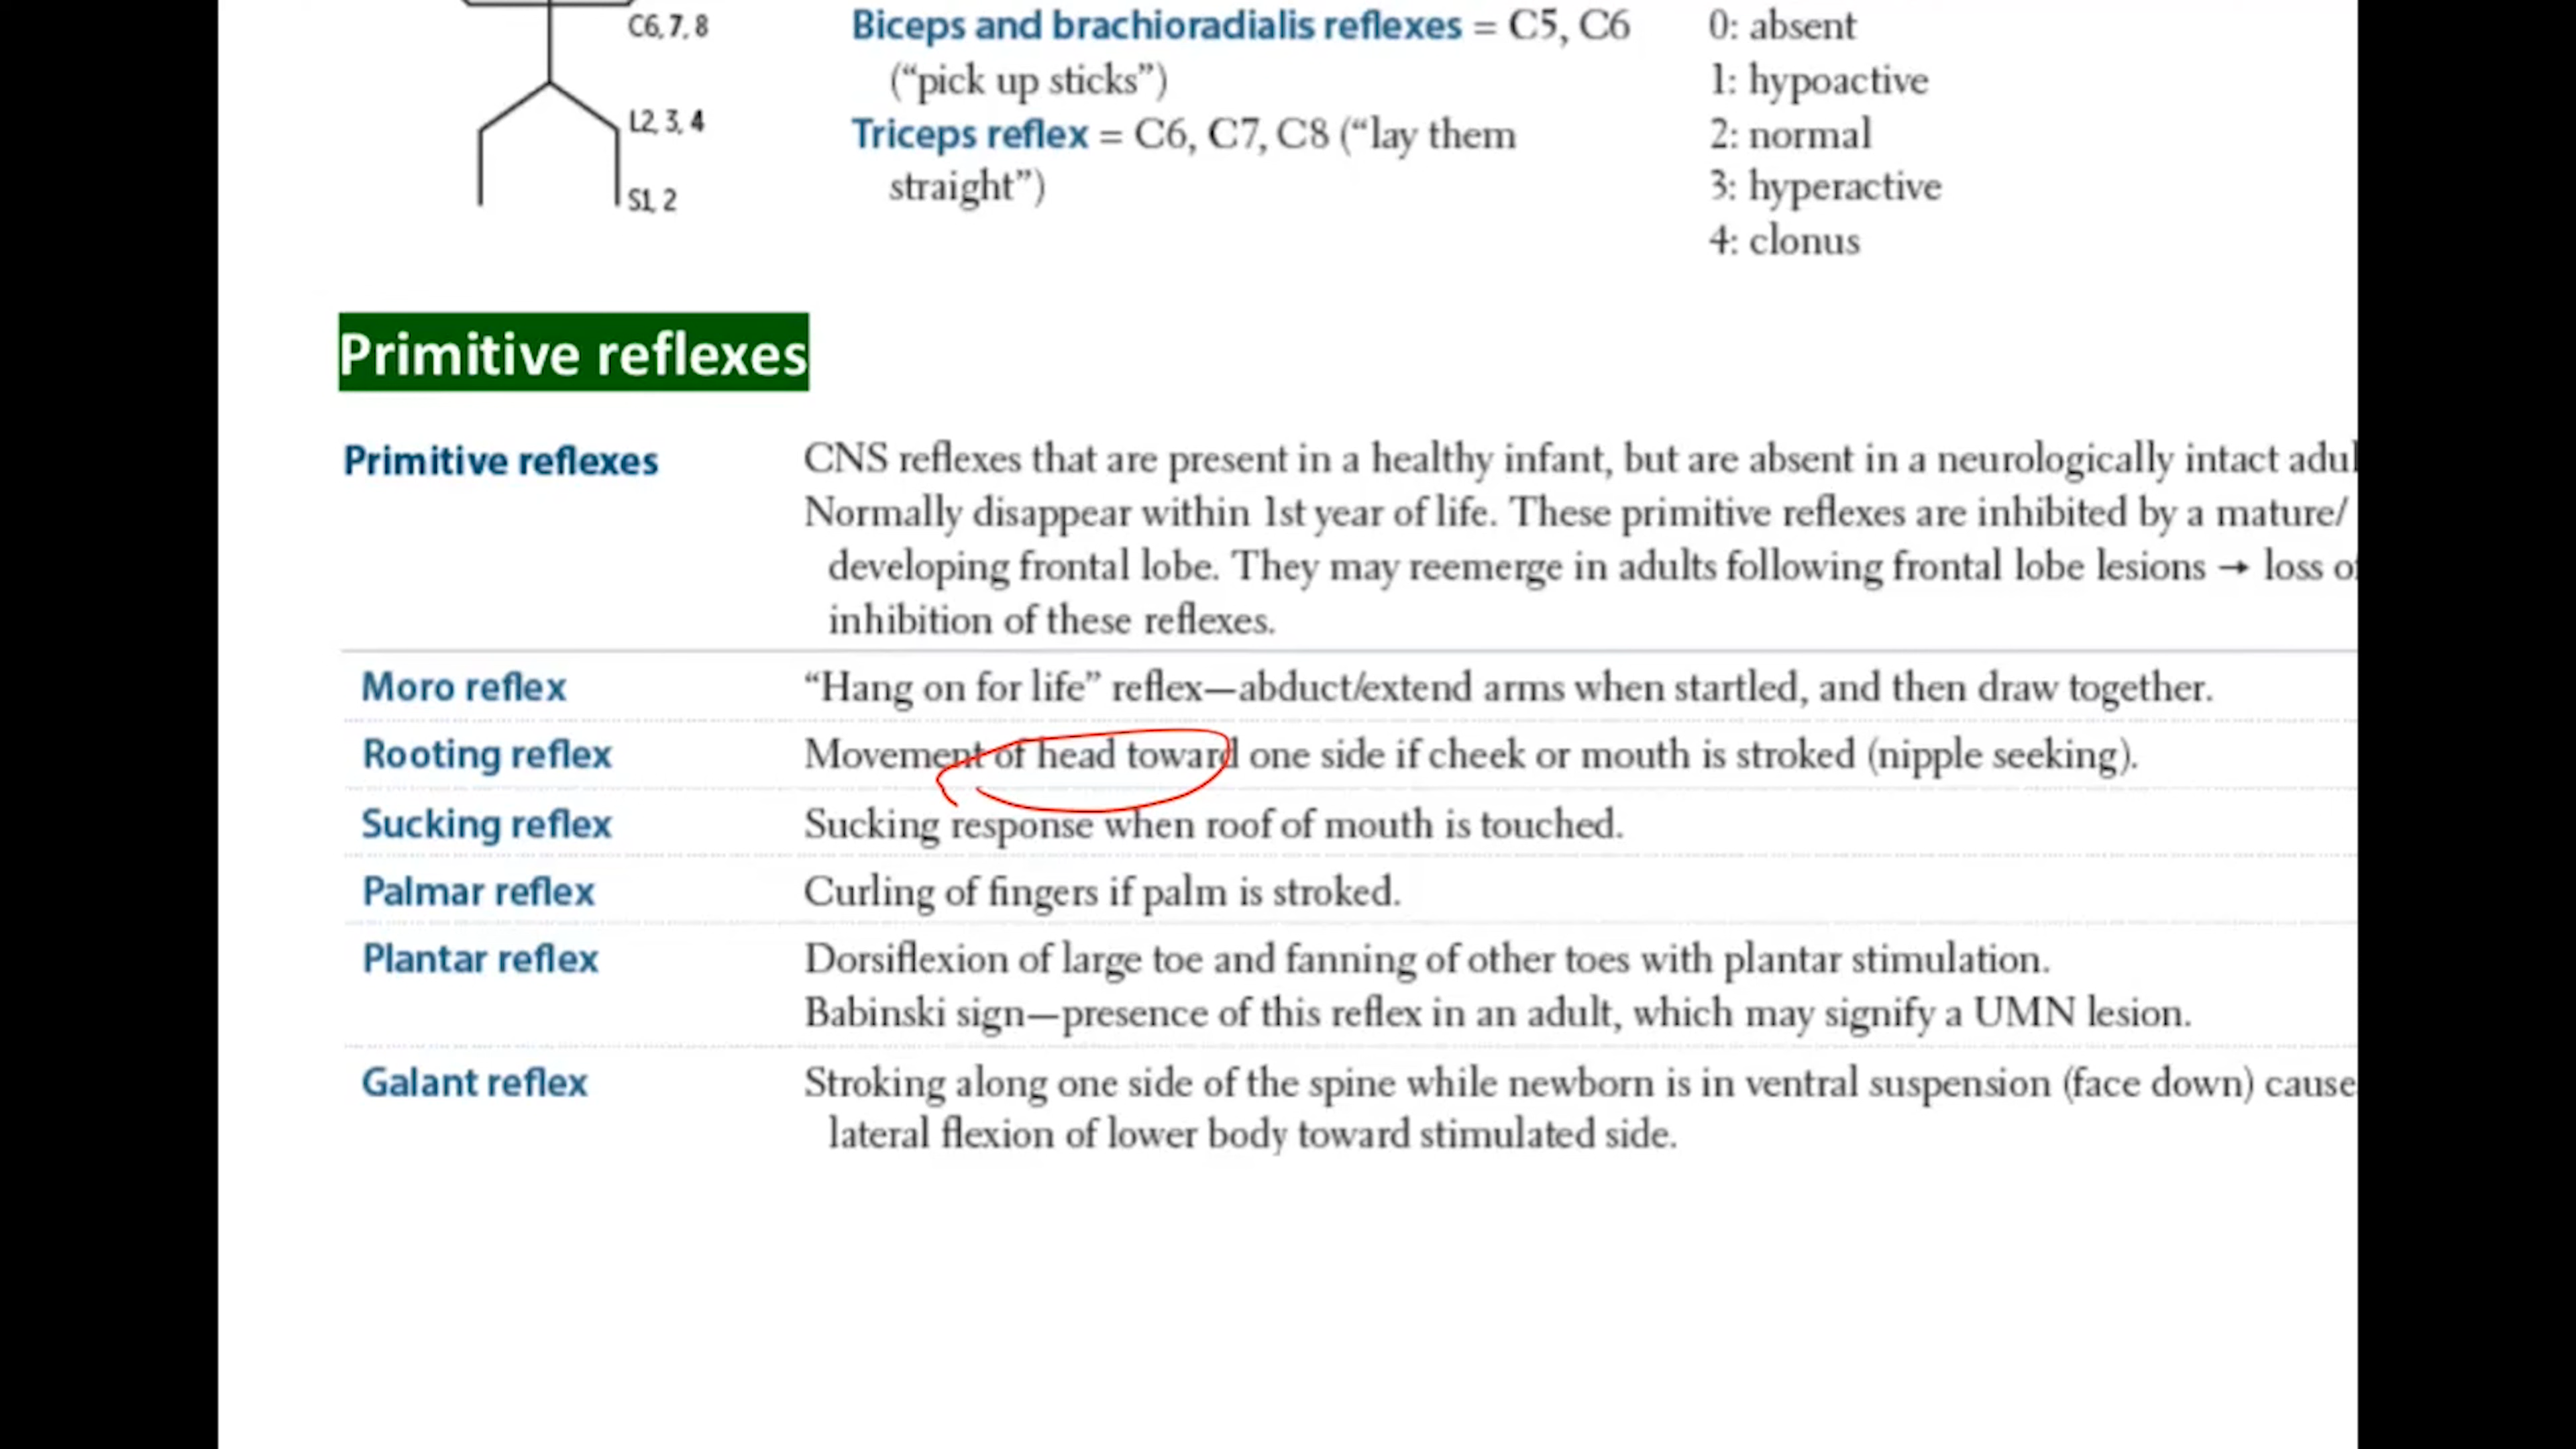 C6, 7, 8
L2, 3, 4
S1, 2
Biceps and brachioradialis reflexes = C5, C6
(“pick up sticks”)
Triceps reflex = C6, C7, C8 (“lay them
straight”)
0: absent
1: hypoactive
2: normal
3: hyperactive
4: clonus
Primitive reflexes
Primitive reflexes
CNS reflexes that are present in a healthy infant, but are absent in a neurologically intact adul
Normally disappear within 1st year of life. These primitive reflexes are inhibited by a mature/
developing frontal lobe. They may reemerge in adults following frontal lobe lesions → loss of
inhibition of these reflexes.
Moro reflex
“Hang on for life” reflex—abduct/extend arms when startled, and then draw together.
Rooting reflex
Movement of head toward one side if cheek or mouth is stroked (nipple seeking).
Sucking reflex
Sucking response when roof of mouth is touched.
Palmar reflex
Curling of fingers if palm is stroked.
Plantar reflex
Dorsiflexion of large toe and fanning of other toes with plantar stimulation.
Babinski sign—presence of this reflex in an adult, which may signify a UMN lesion.
Galant reflex
Stroking along one side of the spine while newborn is in ventral suspension (face down) cause
lateral flexion of lower body toward stimulated side.